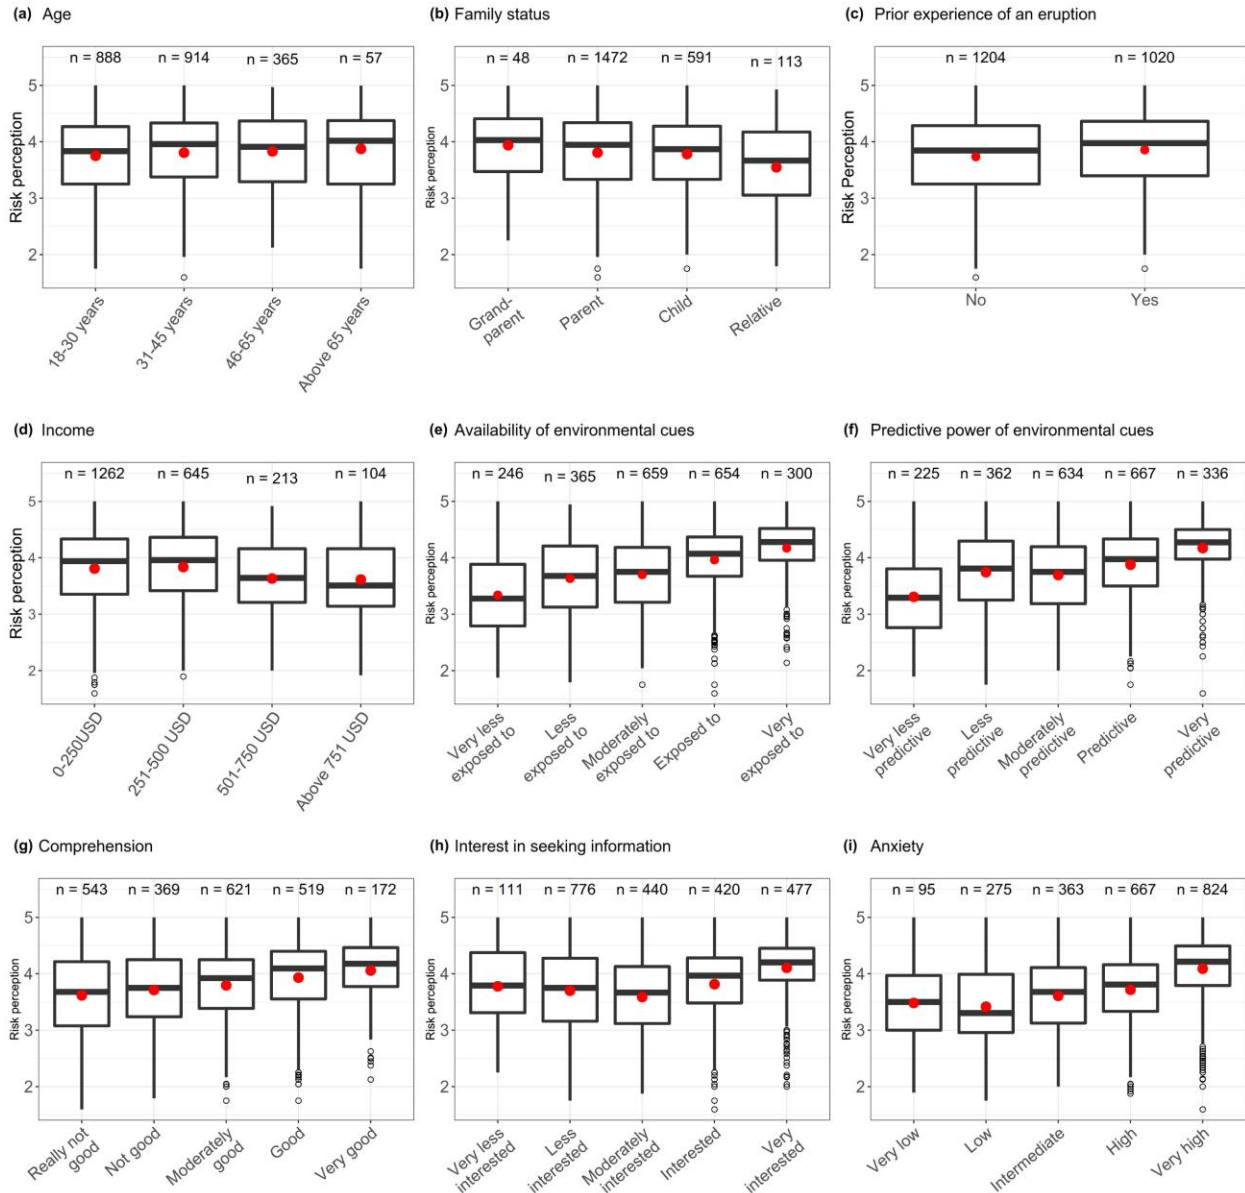 (a) Age
n = 888 n = 914 n = 365 n = 57
5
4
3
2
Risk perception
18-30 years
31-45 years
46-65 years
Above 65 years
(b) Family status
n = 48 n = 1472 n = 591 n = 113
Risk perception
Grand-
parent
Parent
Child
Relative
(c) Prior experience of an eruption
n = 1204 n = 1020
5
4
3
2
Risk Perception
No Yes
(d) Income
n = 1262 n = 645 n = 213 n = 104
5
4
3
2
Risk perception
0-250USD
251-500 USD
501-750 USD
Above 751 USD
(e) Availability of environmental cues
n = 246 n = 365 n = 659 n = 654 n = 300
5
4
3
2
Risk perception
Very less
exposed to
Less
exposed to
Moderately
exposed to
Exposed to
Very
exposed to
(f) Predictive power of environmental cues
n = 225 n = 362 n = 634 n = 667 n = 336
5
4
3
2
Risk perception
Very less
predictive
Less
predictive
Moderately
predictive
Predictive
Very
predictive
(g) Comprehension
n = 543 n = 369 n = 621 n = 519 n = 172
5
4
3
2
Risk perception
Really not
good
Not good
Moderately
good
Good
Very good
(h) Interest in seeking information
n = 111 n = 776 n = 440 n = 420 n = 477
5
4
3
2
Risk perception
Very less
interested
Less
interested
Moderately
interested
Interested
Very
interested
(i) Anxiety
n = 95 n = 275 n = 363 n = 667 n = 824
5
4
3
2
Risk perception
Very low
Low
Intermediate
High
Very high